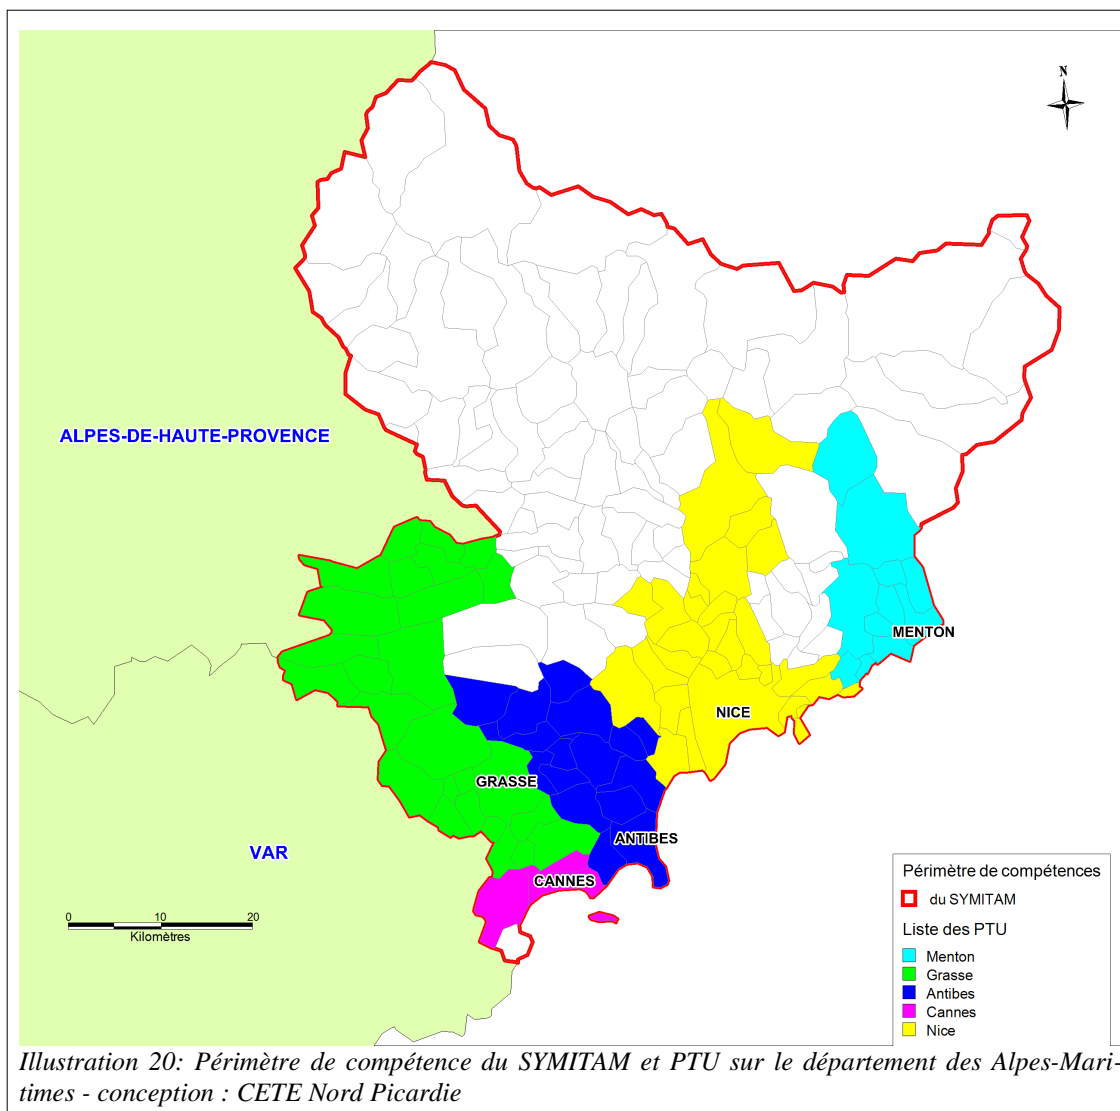 N
ALPES-DE-HAUTE-PROVENCE
MENTON
NICE
GRASSE
ANTIBES
VAR
CANNES
0 10 20
Kilomètres
Périmètre de compétences
du SYMITAM
Liste des PTU
Menton
Grasse
Antibes
Cannes
Nice
Illustration 20: Périmètre de compétence du SYMITAM et PTU sur le département des Alpes-Mari-
times - conception : CETE Nord Picardie